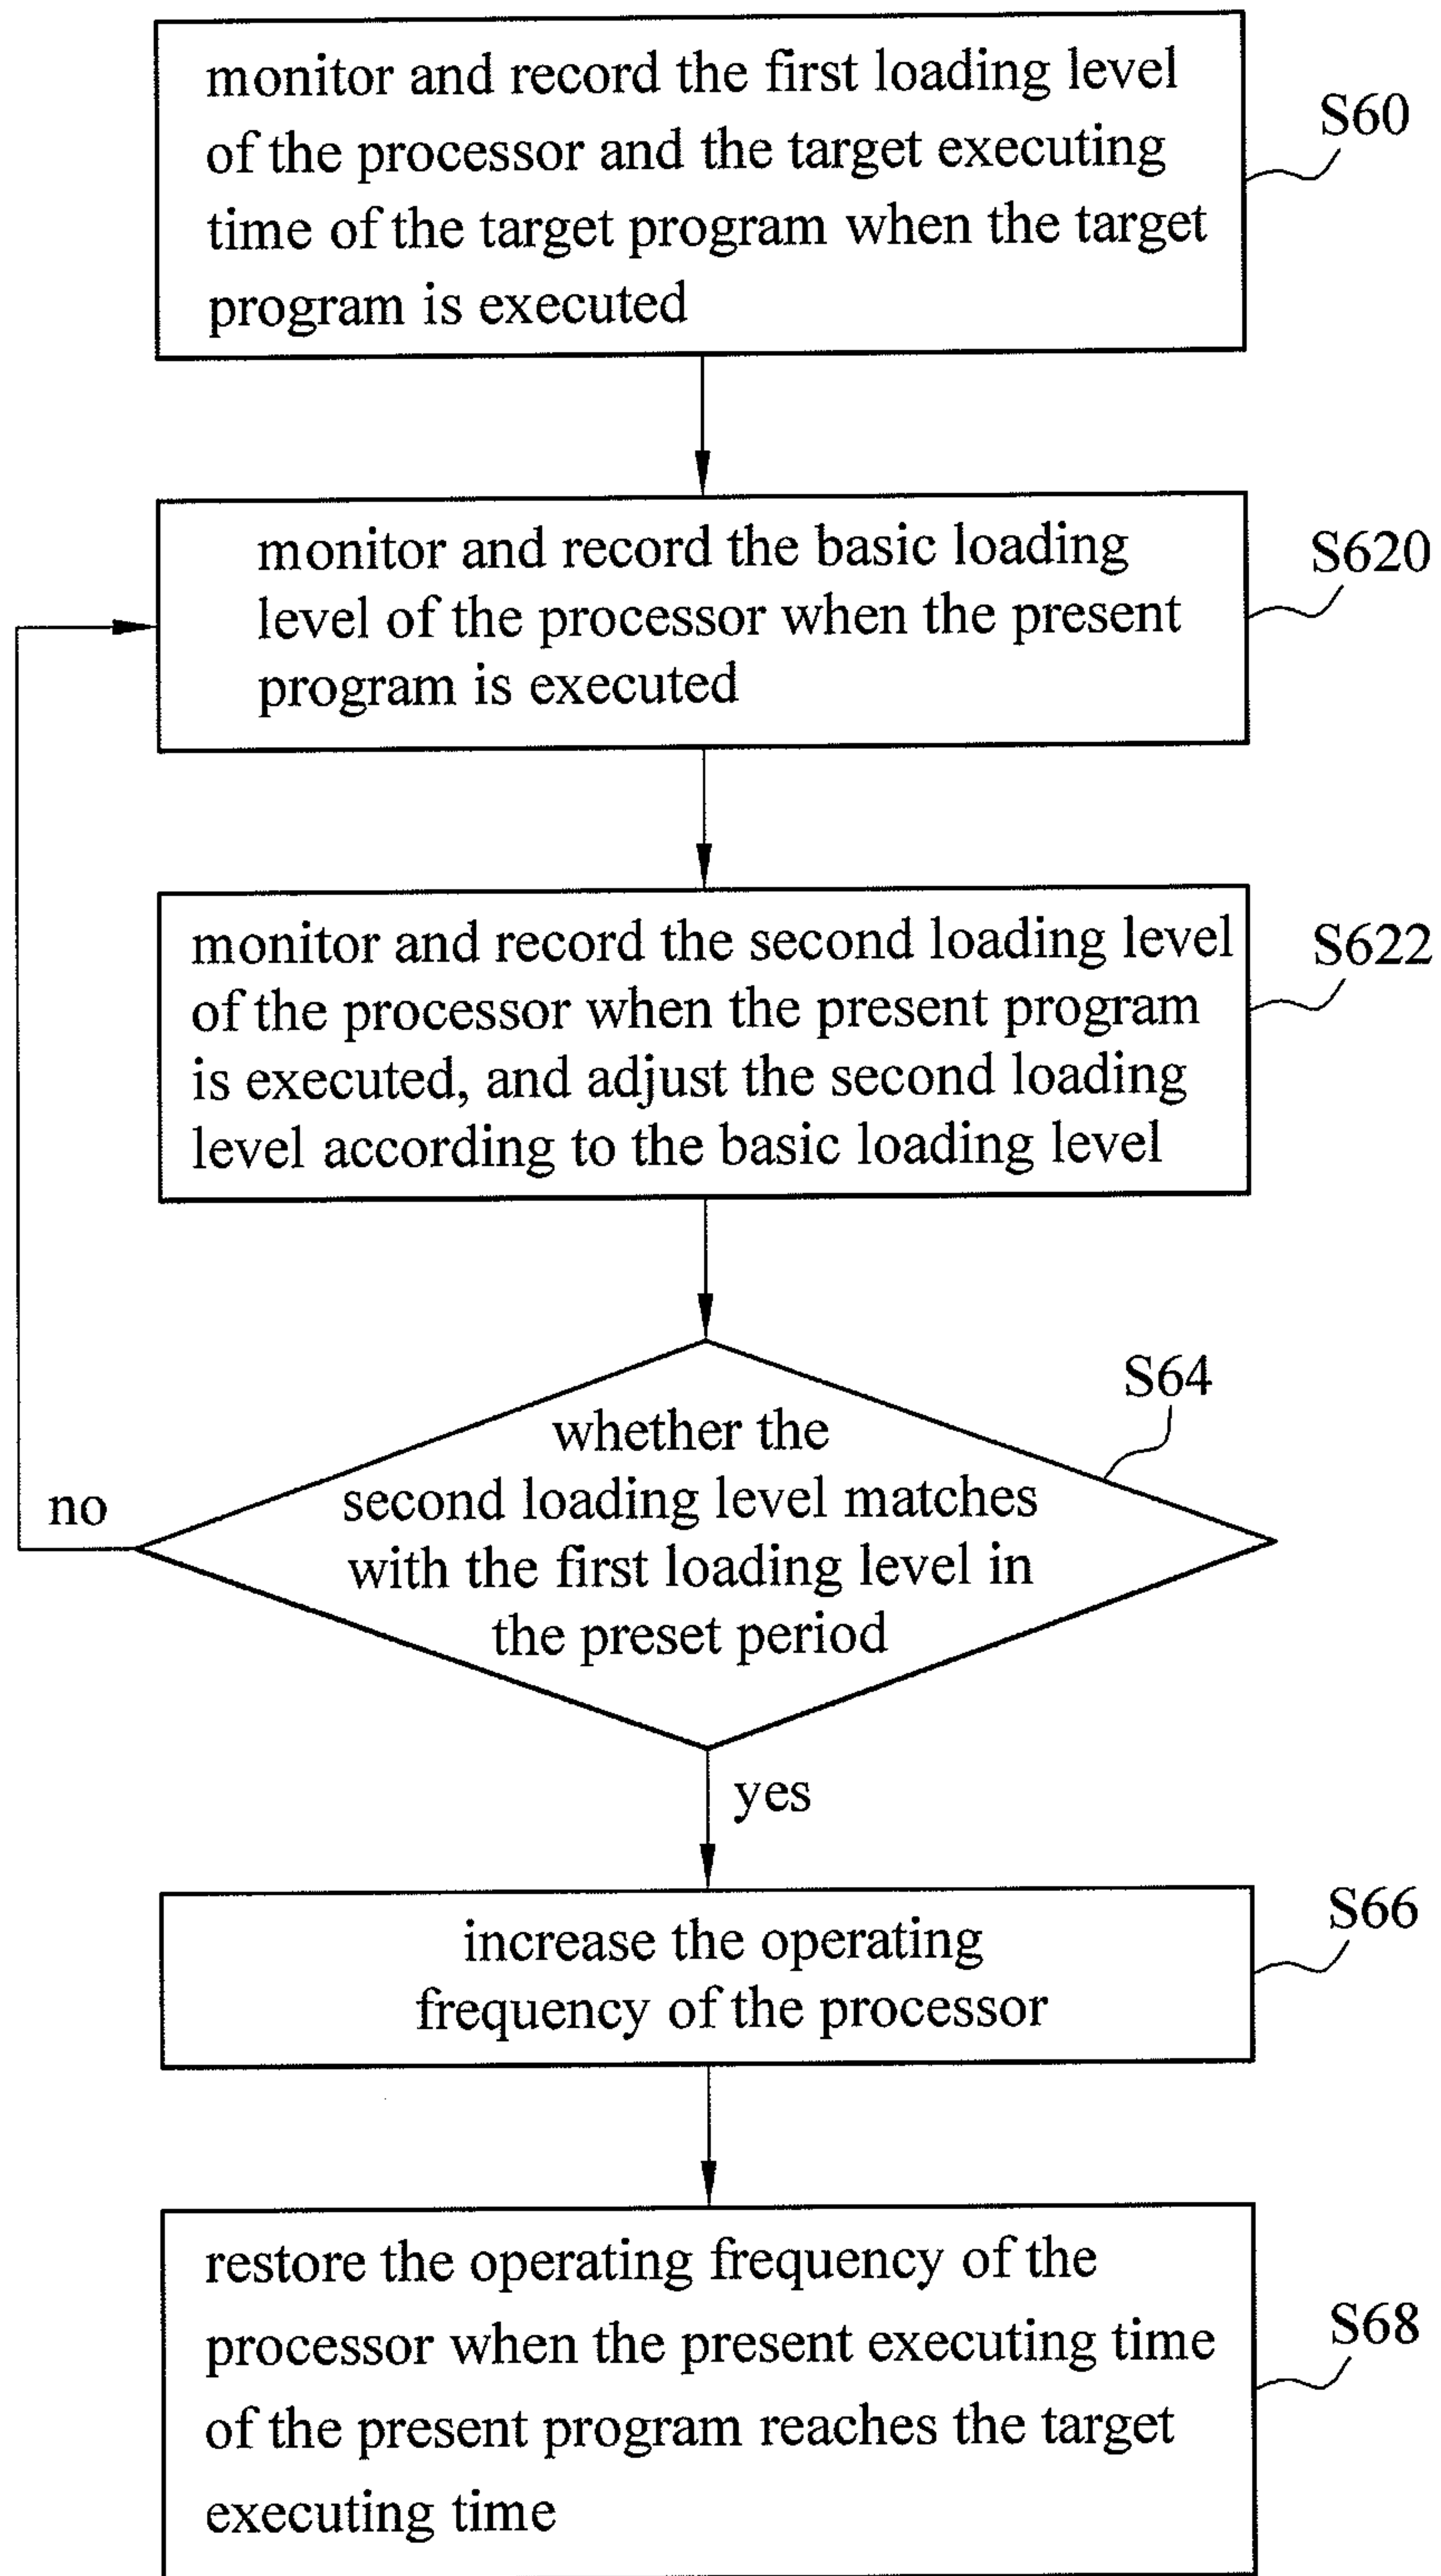 monitor and record the first loading level
of the processor and the target executing
time of the target program when the target
program is executed
S60
monitor and record the basic loading
level of the processor when the present
program is executed
S620
monitor and record the second loading level
of the processor when the present program
is executed, and adjust the second loading
level according to the basic loading level
S622
whether the
second loading level matches
with the first loading level in
the preset period
S64
no
yes
increase the operating
frequency of the processor
S66
restore the operating frequency of the
processor when the present executing time
of the present program reaches the target
executing time
S68